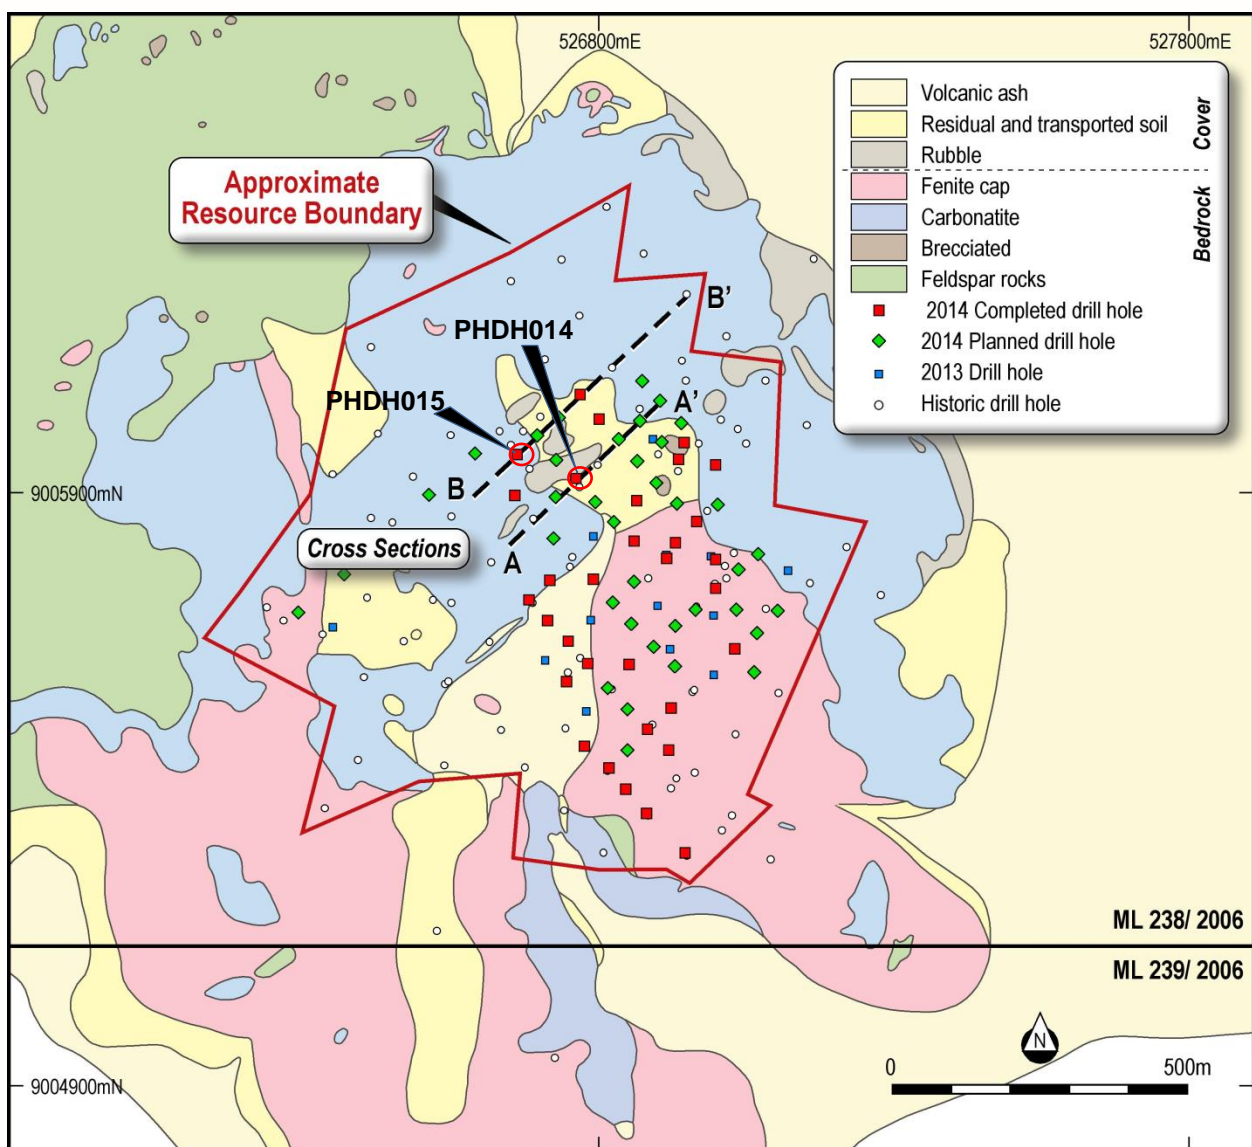 526800mE
527800mE
Volcanic ash
Residual and transported soil
Rubble
Cover
Fenite cap
Carbonatite
Brecciated
Feldspar rocks
Bedrock
2014 Completed drill hole
2014 Planned drill hole
2013 Drill hole
Historic drill hole
Approximate
Resource Boundary
B'
PHDH014
PHDH015
A'
B
9005900mN
Cross Sections
A
ML 238/ 2006
ML 239/ 2006
N
0
500m
9004900mN